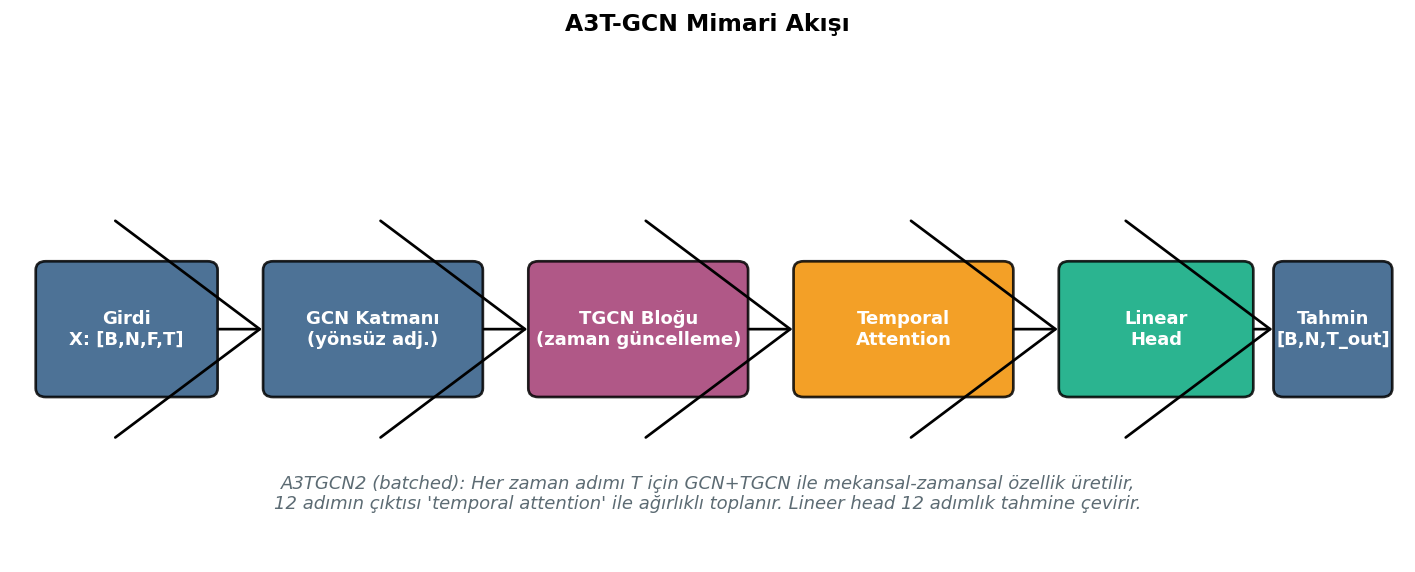 A3T-GCN Mimari Akışı
Girdi
X: [B,N,F,T]
GCN Katmanı
(yönsüz adj.)
TGCN Bloğu
(zaman güncelleme)
Temporal
Attention
Linear
Head
Tahmin
[B,N,T_out]
A3TGCN2 (batched): Her zaman adımı T için GCN+TGCN ile mekansal-zamansal özellik üretilir,
12 adımın çıktısı 'temporal attention' ile ağırlıklı toplanır. Lineer head 12 adımlık tahmine çevirir.